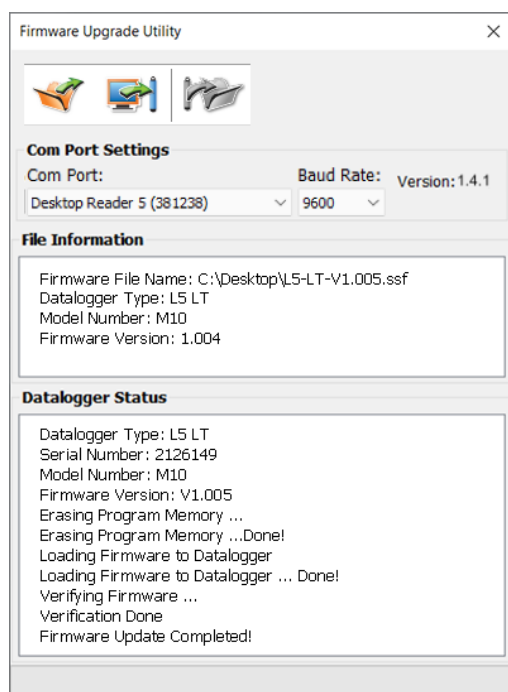 Firmware Upgrade Utility
Com Port Settings
Com Port:
Baud Rate:
Version: 1.4.1
Desktop Reader 5 (381238)
9600
File Information
Firmware File Name: C:\Desktop\L5-LT-V1.005.ssf
Datalogger Type: L5 LT
Model Number: M10
Firmware Version: 1.004
Datalogger Status
Datalogger Type: L5 LT
Serial Number: 2126149
Model Number: M10
Firmware Version: V1.005
Erasing Program Memory ...
Erasing Program Memory ...Done!
Loading Firmware to Datalogger
Loading Firmware to Datalogger ... Done!
Verifying Firmware ...
Verification Done
Firmware Update Completed!